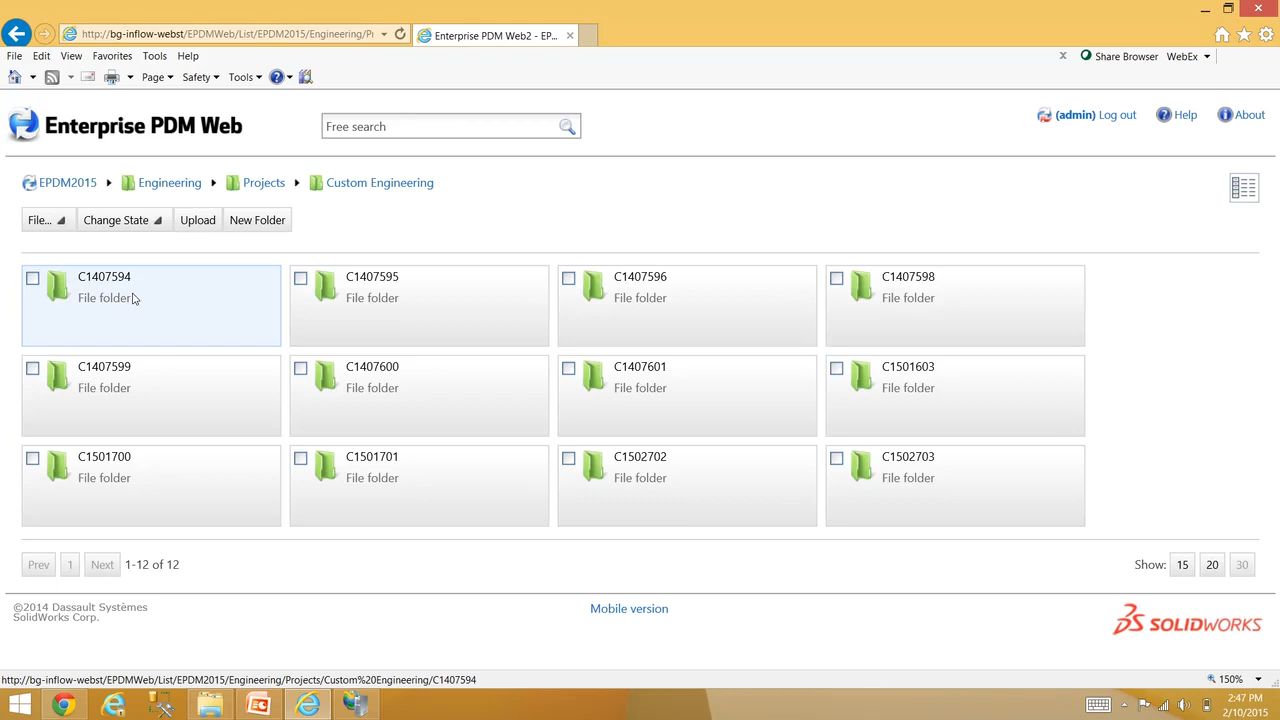 http://bg-inflow-webst/EPDMWeb/List/EPDM2015/Engineering/Pr
Enterprise PDM Web2 - EP...
File Edit View Favorites Tools Help
x Share Browser WebEx
Page Safety Tools
Enterprise PDM Web
Free search
(admin) Log out Help About
EPDM2015 Engineering Projects Custom Engineering
File... Change State Upload New Folder
C1407594 C1407595 C1407596 C1407598
File folder File folder File folder File folder
C1407599 C1407600 C1407601 C1501603
File folder File folder File folder File folder
C1501700 C1501701 C1502702 C1502703
File folder File folder File folder File folder
Prev 1 Next 1-12 of 12 Show: 15 20 30
©2014 Dassault Systèmes
SolidWorks Corp.
Mobile version
SOLIDWORKS
http://bg-inflow-webst/EPDMWeb/List/EPDM2015/Engineering/Projects/Custom%20Engineering/C1407594
150%
2:47 PM
2/10/2015